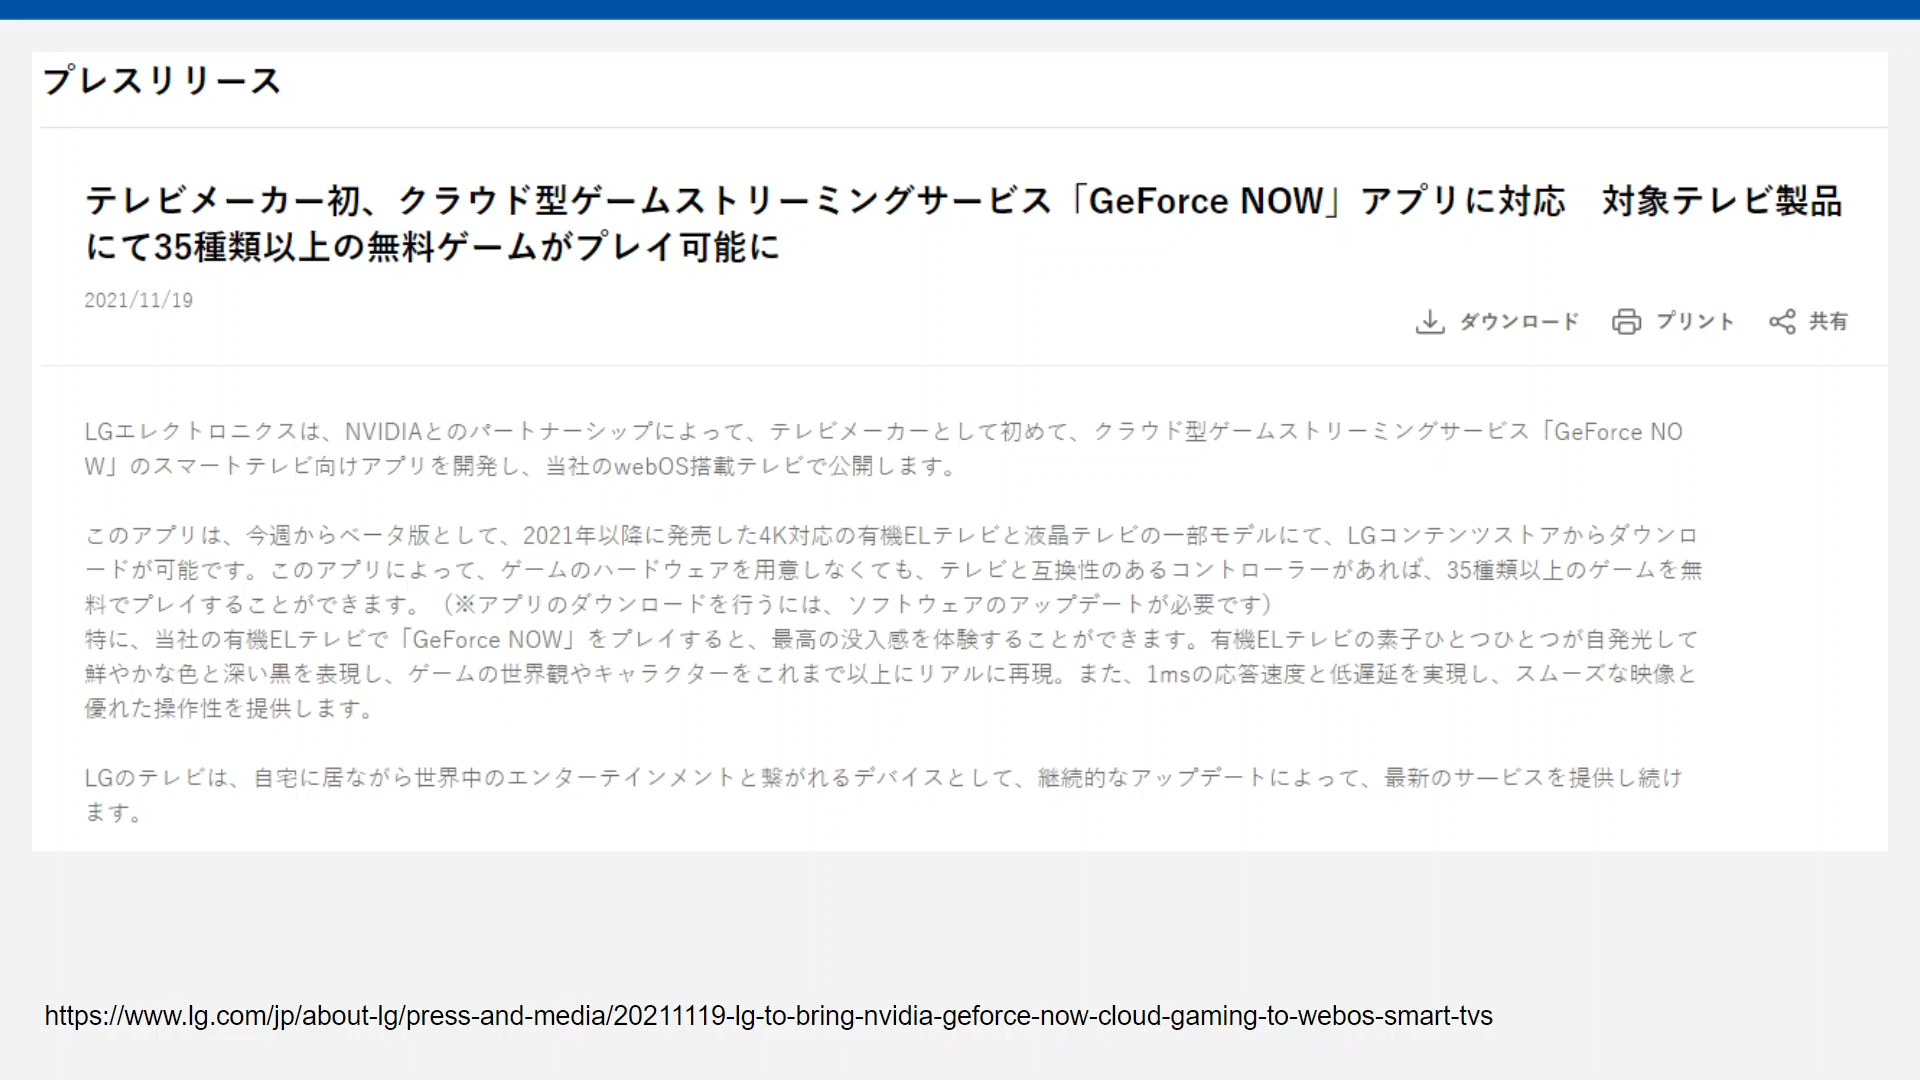 プレスリリース
テレビメーカー初、クラウド型ゲームストリーミングサービス「GeForce NOW」アプリに対応　対象テレビ製品
にて35種類以上の無料ゲームがプレイ可能に
2021/11/19
ダウンロード プリント 共有
LGエレクトロニクスは、NVIDIAとのパートナーシップによって、テレビメーカーとして初めて、クラウド型ゲームストリーミングサービス「GeForce NO
W」のスマートテレビ向けアプリを開発し、当社のwebOS搭載テレビで公開します。
このアプリは、今週からベータ版として、2021年以降に発売した4K対応の有機ELテレビと液晶テレビの一部モデルにて、LGコンテンツストアからダウンロ
ードが可能です。このアプリによって、ゲームのハードウェアを用意しなくても、テレビと互換性のあるコントローラーがあれば、35種類以上のゲームを無
料でプレイすることができます。（※アプリのダウンロードを行うには、ソフトウェアのアップデートが必要です）
特に、当社の有機ELテレビで「GeForce NOW」をプレイすると、最高の没入感を体験することができます。有機ELテレビの素子ひとつひとつが自発光して
鮮やかな色と深い黒を表現し、ゲームの世界観やキャラクターをこれまで以上にリアルに再現。また、1msの応答速度と低遅延を実現し、スムーズな映像と
優れた操作性を提供します。
LGのテレビは、自宅に居ながら世界中のエンターテインメントと繋がれるデバイスとして、継続的なアップデートによって、最新のサービスを提供し続け
ます。
https://www.lg.com/jp/about-lg/press-and-media/20211119-lg-to-bring-nvidia-geforce-now-cloud-gaming-to-webos-smart-tvs